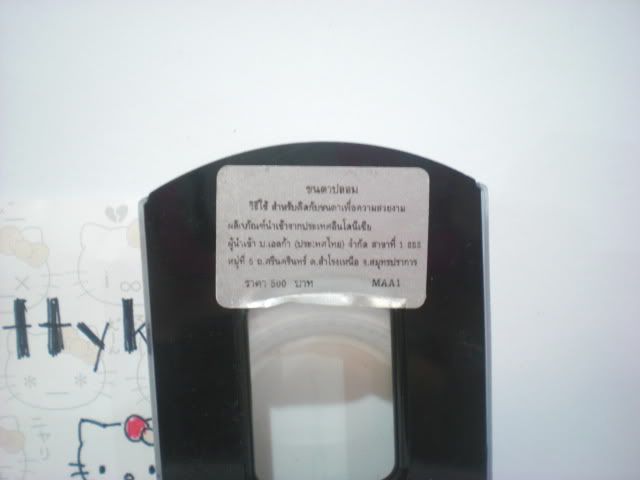 ขนตาปลอม
วิธีใช้ สำหรับติดกับขนตาเพื่อความสวยงาม
ผลิตภัณฑ์นำเข้าจากประเทศอินโดนีเซีย
ผู้นำเข้า บ.เอลก้า (ประเทศไทย) จำกัด สาขาที่ 1 888
หมู่ที่ 5 ถ.ศรีนครินทร์ ต.สำโรงเหนือ จ.สมุทรปราการ
ราคา 500 บาท MAA1
ttyk